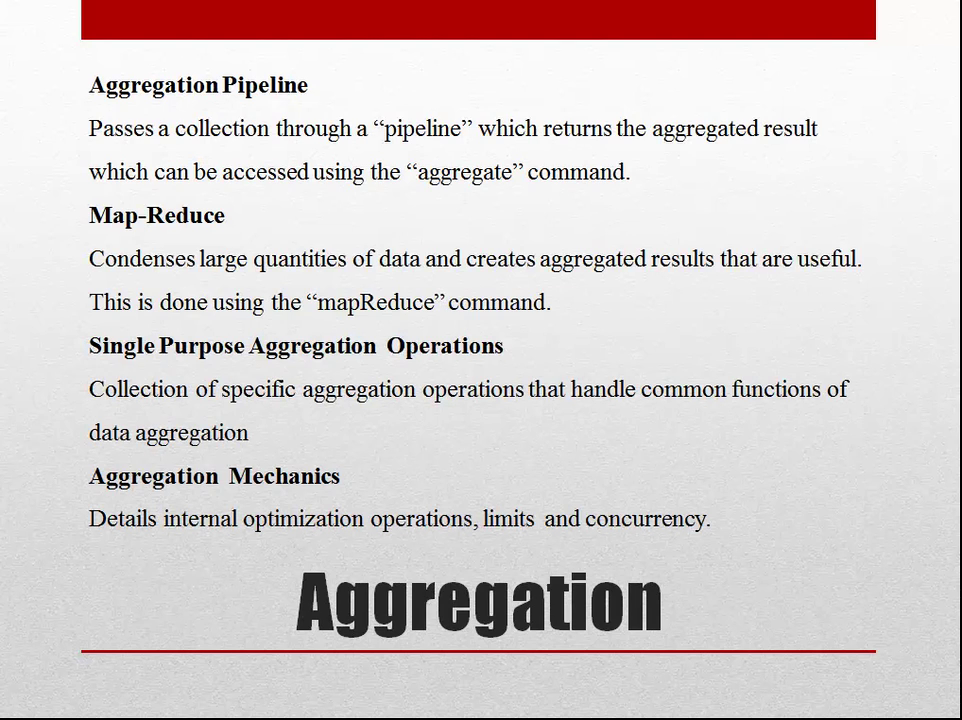 Aggregation Pipeline
Passes a collection through a “pipeline” which returns the aggregated result
which can be accessed using the “aggregate” command.
Map-Reduce
Condenses large quantities of data and creates aggregated results that are useful.
This is done using the “mapReduce” command.
Single Purpose Aggregation Operations
Collection of specific aggregation operations that handle common functions of
data aggregation
Aggregation Mechanics
Details internal optimization operations, limits and concurrency.
Aggregation